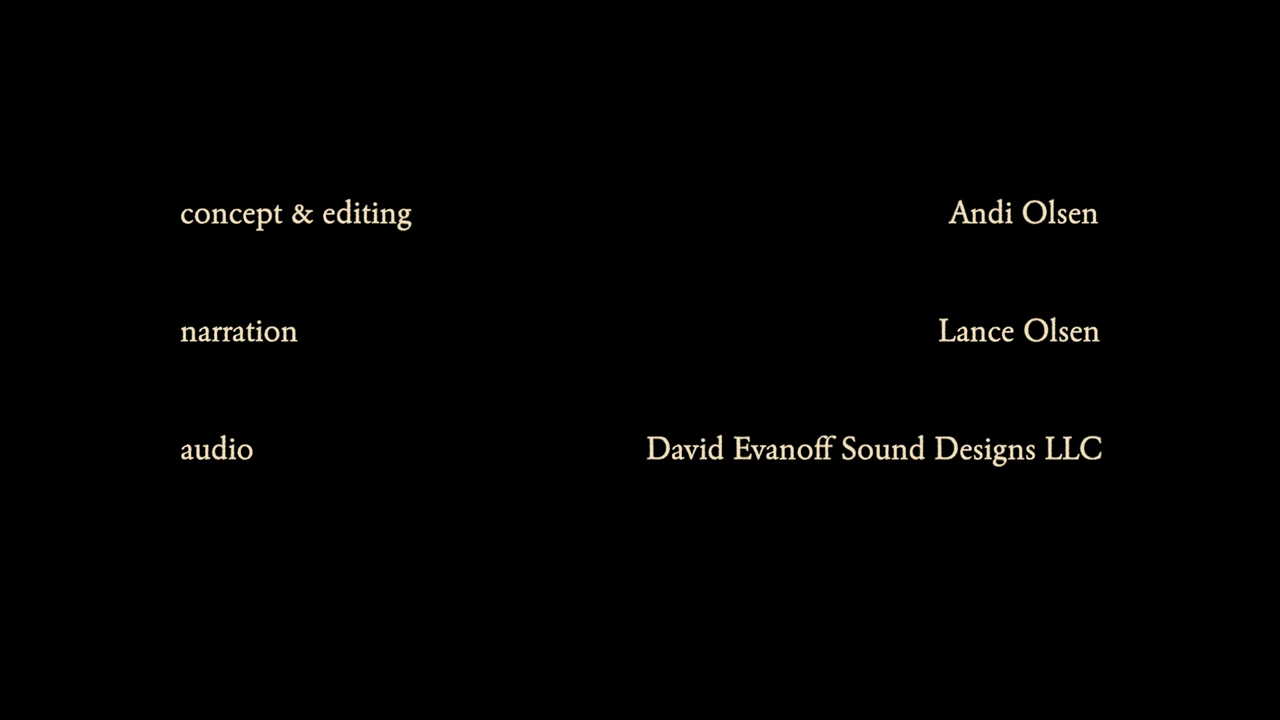 concept & editing Andi Olsen
narration Lance Olsen
audio David Evanoff Sound Designs LLC